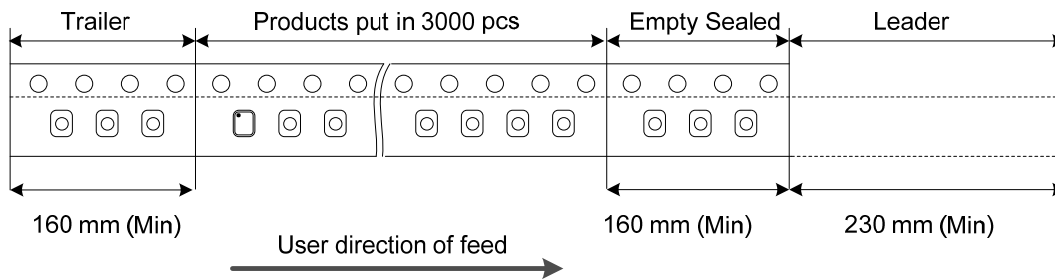 Trailer Products put in 3000 pcs Empty Sealed Leader
160 mm (Min) 160 mm (Min) 230 mm (Min)
User direction of feed